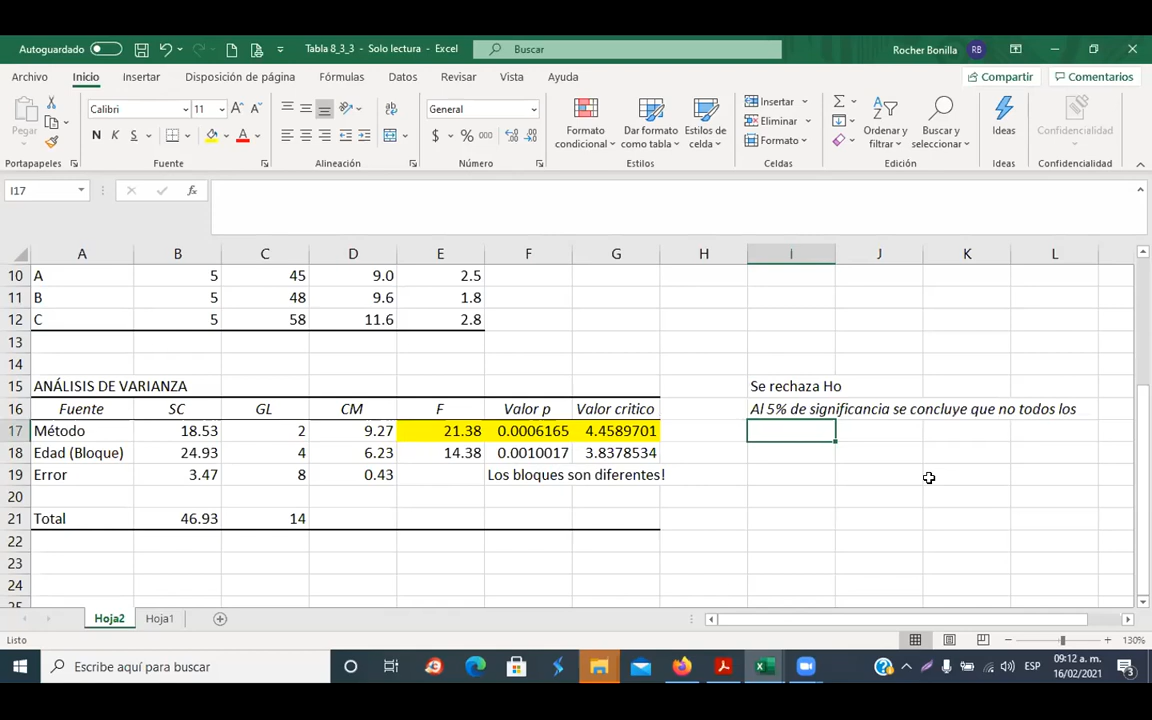 Autoguardado
Tabla 8_3_3 - Solo lectura - Excel
Buscar
Rocher Bonilla
RB
Archivo
Inicio
Insertar
Disposición de página
Fórmulas
Datos
Revisar
Vista
Ayuda
Compartir
Comentarios
Pegar
Calibri
11
N K S
General
$ % 000
Formato condicional
Dar formato como tabla
Estilos de celda
Insertar
Eliminar
Formato
Ordenar y filtrar
Buscar y seleccionar
Ideas
Confidencialidad
Portapapeles
Fuente
Alineación
Número
Estilos
Celdas
Edición
Ideas
Confidencialidad
I17
fx
A B C D E F G H I J K L
10 A 5 45 9.0 2.5
11 B 5 48 9.6 1.8
12 C 5 58 11.6 2.8
13
14
15 ANÁLISIS DE VARIANZA Se rechaza Ho
16 Fuente SC GL CM F Valor p Valor critico Al 5% de significancia se concluye que no todos los
17 Método 18.53 2 9.27 21.38 0.0006165 4.4589701
18 Edad (Bloque) 24.93 4 6.23 14.38 0.0010017 3.8378534
19 Error 3.47 8 0.43 Los bloques son diferentes!
20
21 Total 46.93 14
22
23
24
25
Hoja2
Hoja1
Listo
130%
Escribe aquí para buscar
ESP
09:12 a. m.
16/02/2021
3